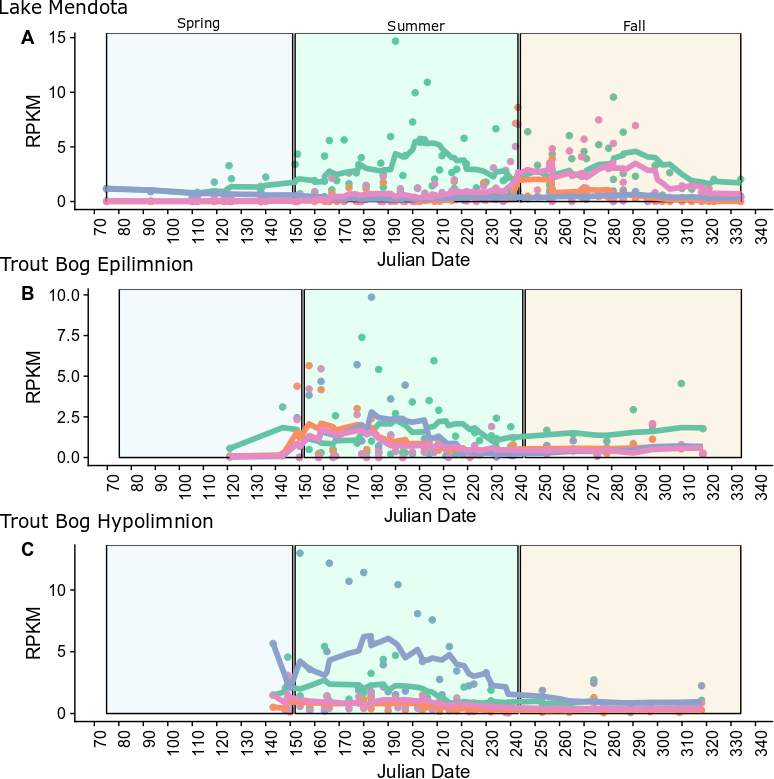 Lake Mendota
Spring Summer Fall
A
15
10
5
0
RPKM
70 80 90 100 110 120 130 140 150 160 170 180 190 200 210 220 230 240 250 260 270 280 290 300 310 320 330 340
Julian Date
Trout Bog Epilimnion
B
10.0
7.5
5.0
2.5
0.0
RPKM
70 80 90 100 110 120 130 140 150 160 170 180 190 200 210 220 230 240 250 260 270 280 290 300 310 320 330 340
Julian Date
Trout Bog Hypolimnion
C
10
5
0
RPKM
70 80 90 100 110 120 130 140 150 160 170 180 190 200 210 220 230 240 250 260 270 280 290 300 310 320 330 340
Julian Date